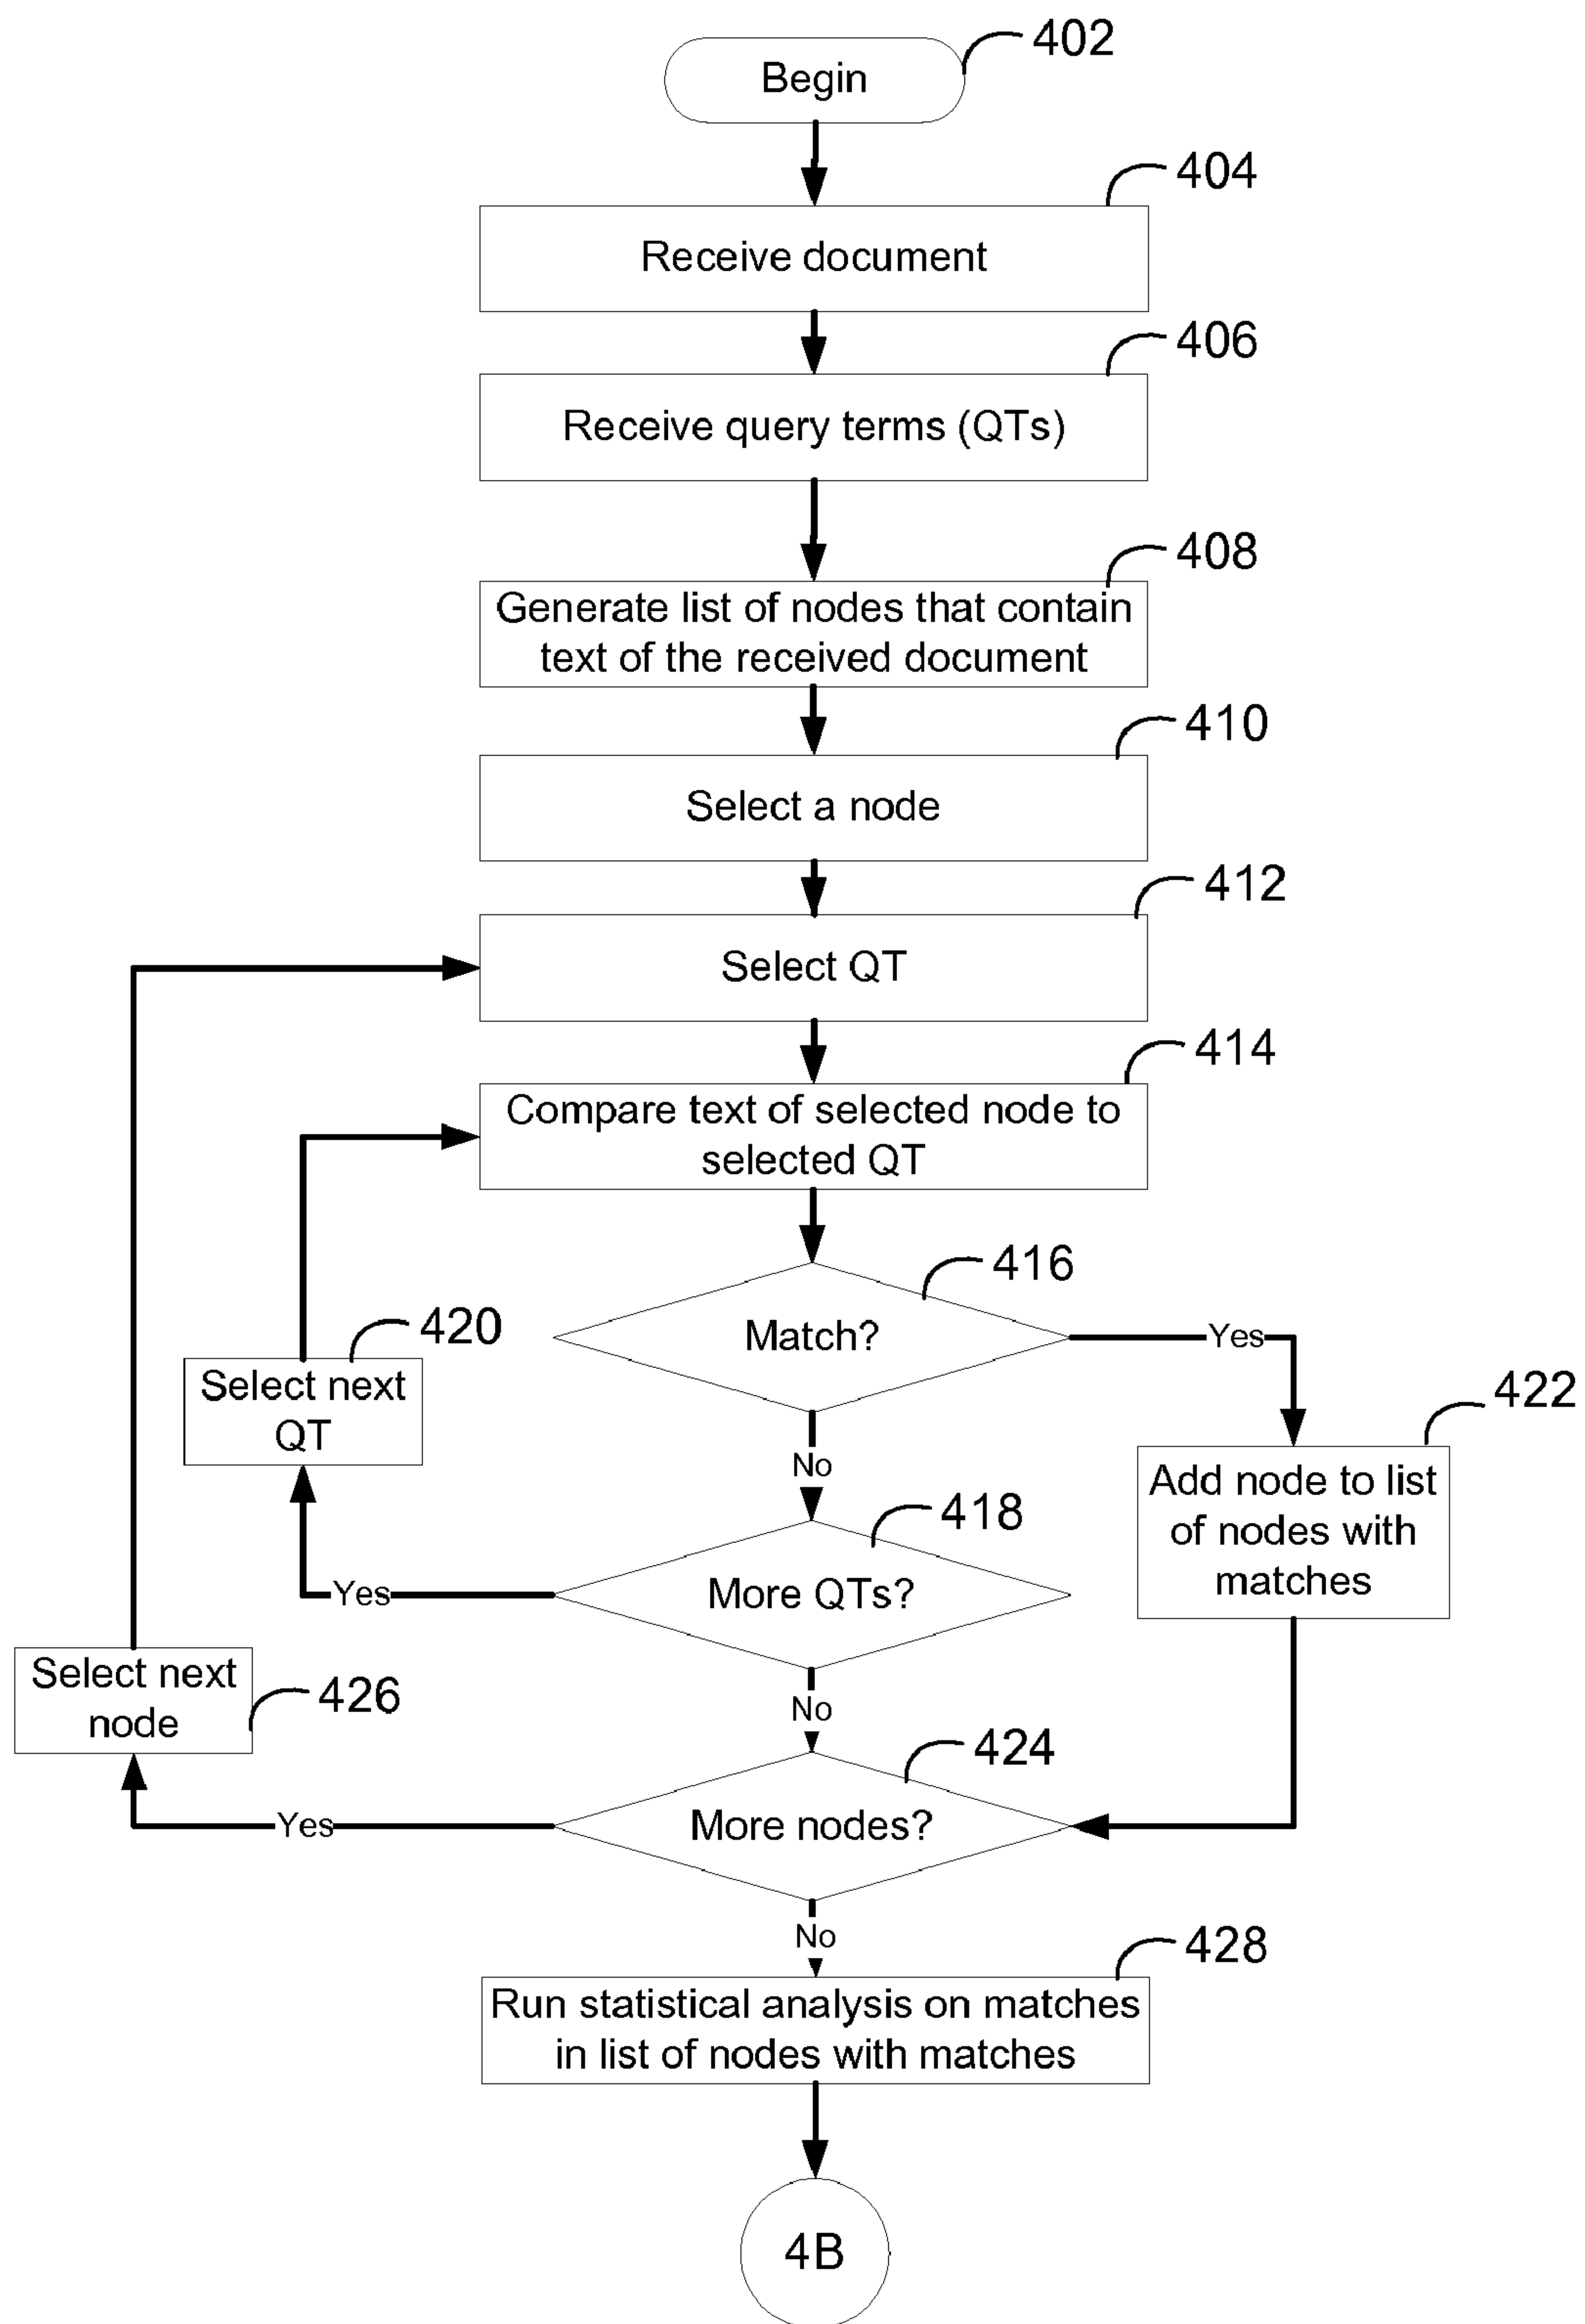 402
Begin
404
Receive document
406
Receive query terms (QTs)
408
Generate list of nodes that contain
text of the received document
410
Select a node
412
Select QT
414
Compare text of selected node to
selected QT
416
Match?
Yes
420
Select next
QT
422
Add node to list
of nodes with
matches
No
418
More QTs?
Yes
Select next
node
426
No
424
More nodes?
Yes
No
428
Run statistical analysis on matches
in list of nodes with matches
4B